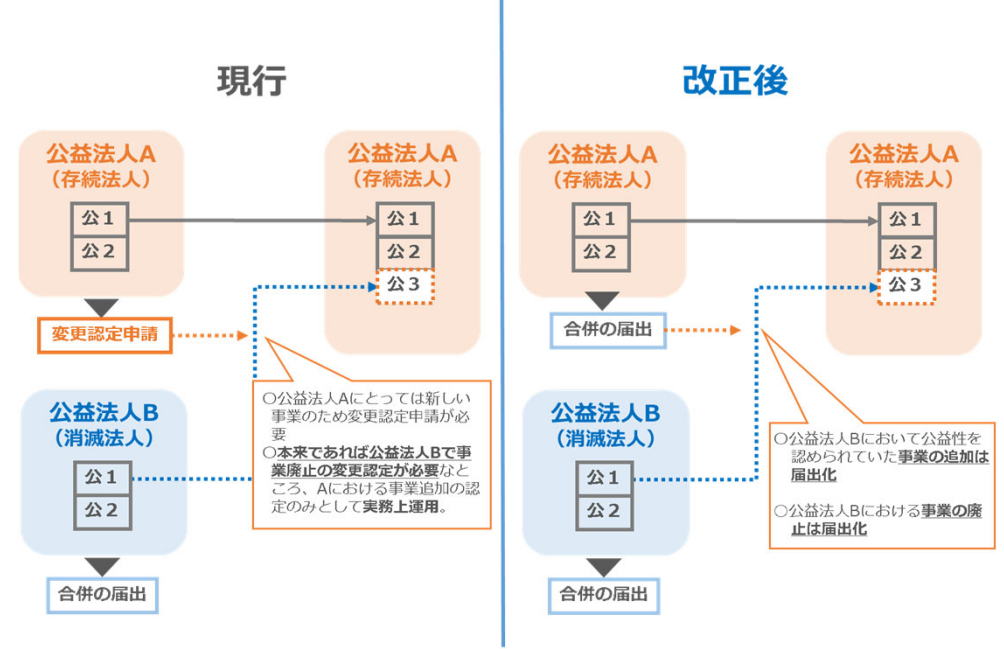 現行
公益法人A
（存続法人）
公1
公2
変更認定申請
公益法人A
（存続法人）
公1
公2
公3
公益法人B
（消滅法人）
公1
公2
合併の届出
○公益法人Aにとっては新しい
事業のため変更認定申請が必
要
○本来であれば公益法人Bで事
業廃止の変更認定が必要なと
ころ、Aにおける事業追加の認
定のみとして実務上運用。
改正後
公益法人A
（存続法人）
公1
公2
合併の届出
公益法人A
（存続法人）
公1
公2
公3
公益法人B
（消滅法人）
公1
公2
合併の届出
○公益法人Bにおいて公益性を
認められていた事業の追加は
届出化
○公益法人Bにおける事業の廃
止は届出化